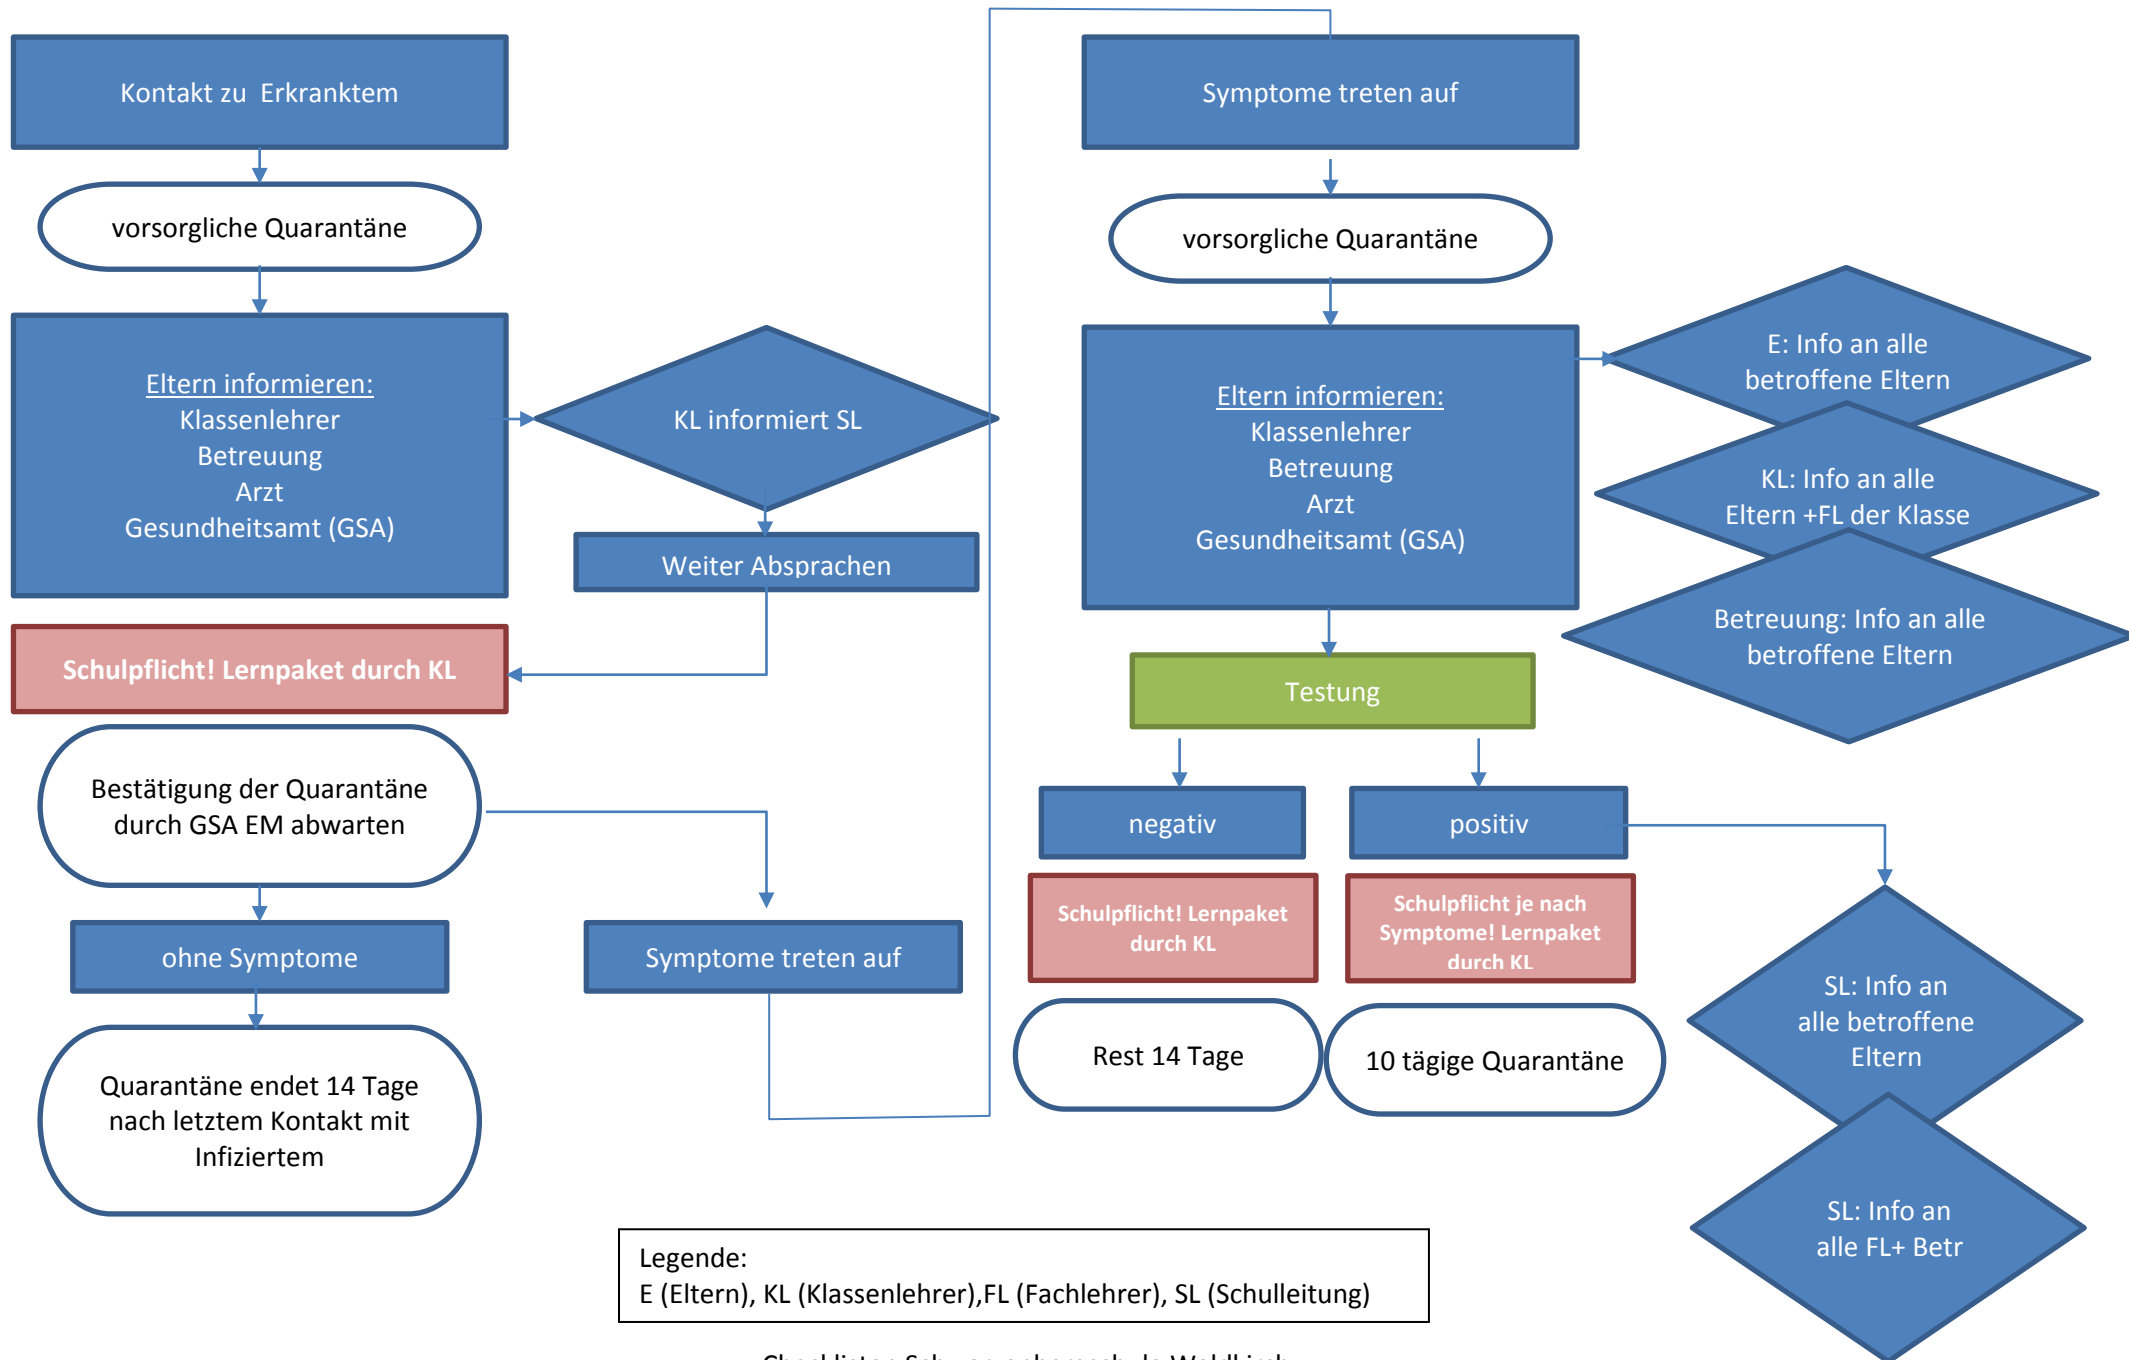 Kontakt zu  Erkranktem
vorsorgliche Quarantäne
Eltern informieren:
Klassenlehrer
Betreuung
Arzt
Gesundheitsamt (GSA)
KL informiert SL
Weiter Absprachen
Schulpflicht! Lernpaket durch KL
Bestätigung der Quarantäne
durch GSA EM abwarten
ohne Symptome
Symptome treten auf
Quarantäne endet 14 Tage
nach letztem Kontakt mit
Infiziertem
Symptome treten auf
vorsorgliche Quarantäne
Eltern informieren:
Klassenlehrer
Betreuung
Arzt
Gesundheitsamt (GSA)
E: Info an alle
betroffene Eltern
KL: Info an alle
Eltern +FL der Klasse
Betreuung: Info an alle
betroffene Eltern
Testung
negativ
positiv
Schulpflicht! Lernpaket
durch KL
Schulpflicht je nach
Symptome! Lernpaket
durch KL
Rest 14 Tage
10 tägige Quarantäne
SL: Info an
alle betroffene
Eltern
SL: Info an
alle FL+ Betr
Legende:
E (Eltern), KL (Klassenlehrer),FL (Fachlehrer), SL (Schulleitung)